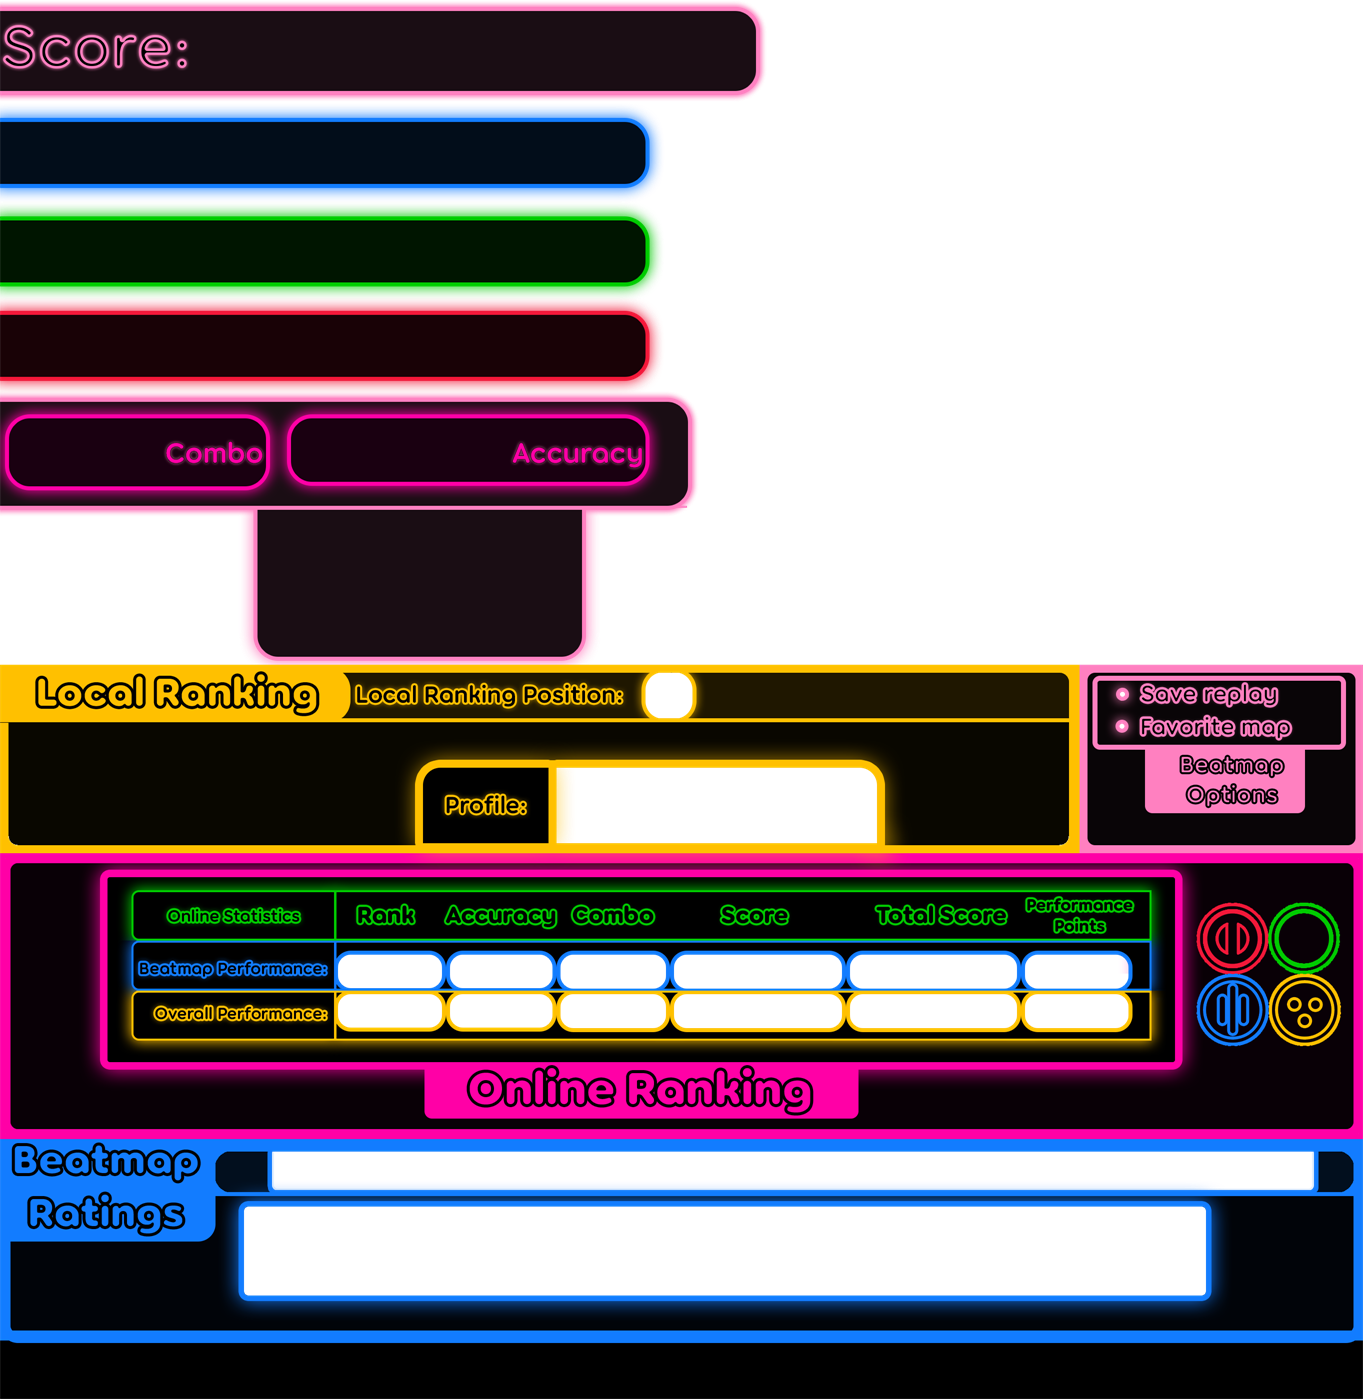 Score:
Combo
Accuracy
Local Ranking
Local Ranking Position:
Save replay
Favorite map
Beatmap
Options
Profile:
Online Statistics
Rank
Accuracy
Combo
Score
Total Score
Performance
Points
Beatmap Performance:
Overall Performance:
Online Ranking
Beatmap
Ratings